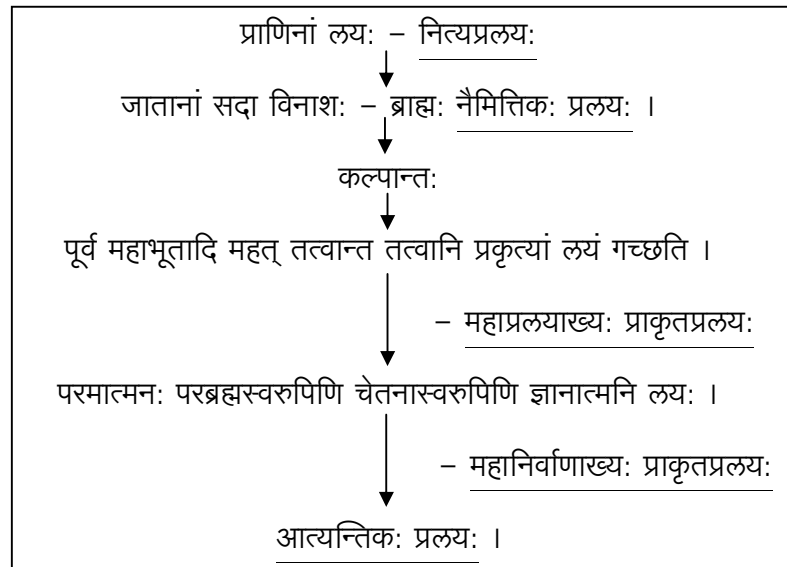 प्राणिनां लय: – नित्यप्रलय:
जातानां सदा विनाश: – ब्राह्म: नैमित्तिक: प्रलय: ।
कल्पान्त:
पूर्व महाभूतादि महत् तत्वान्त तत्वानि प्रकृत्यां लयं गच्छति ।
– महाप्रलयाख्य: प्राकृतप्रलय:
परमात्मन: परब्रह्मस्वरुपिणि चेतनास्वरुपिणि ज्ञानात्मनि लय: ।
– महानिर्वाणाख्य: प्राकृतप्रलय:
आत्यन्तिक: प्रलय: ।